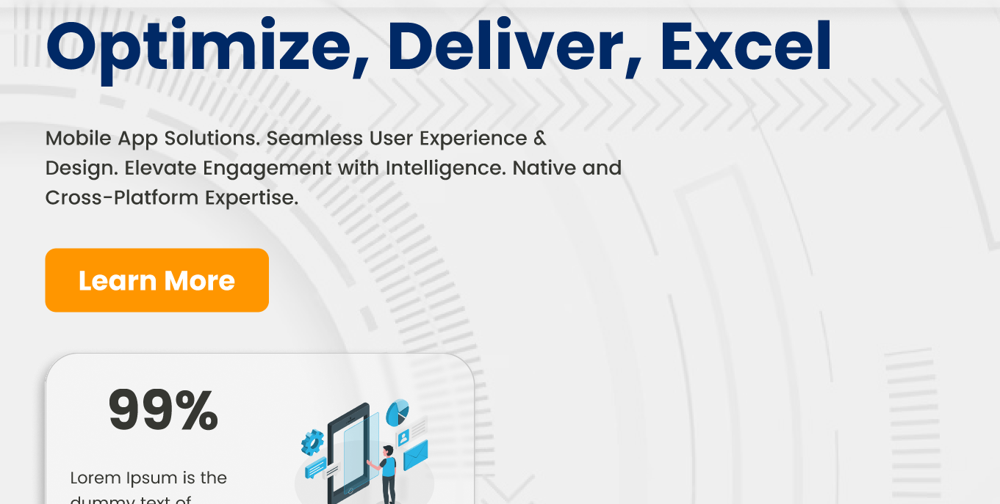 Optimize, Deliver, Excel
Mobile App Solutions. Seamless User Experience &
Design. Elevate Engagement with Intelligence. Native and
Cross-Platform Expertise.
Learn More
99%
Lorem Ipsum is the
dummy text of